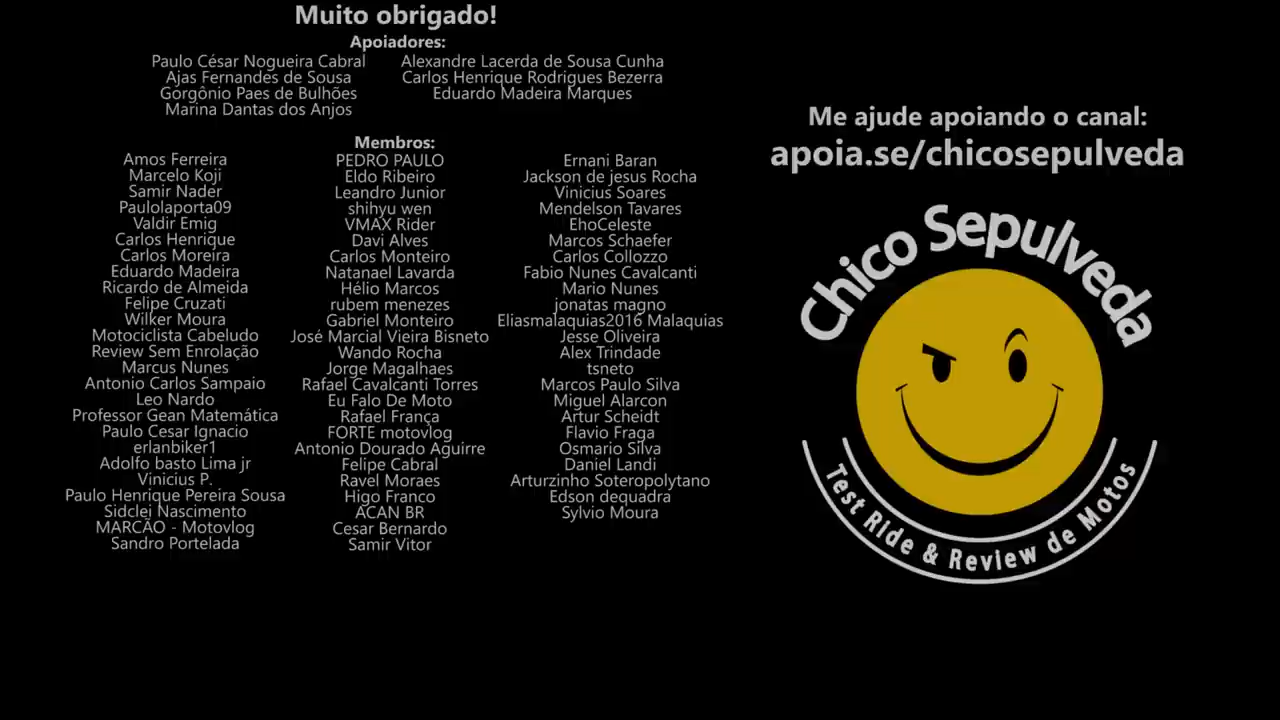 Muito obrigado!
Apoiadores:
Paulo César Nogueira Cabral
Ajas Fernandes de Sousa
Gorgônio Paes de Bulhões
Marina Dantas dos Anjos
Alexandre Lacerda de Sousa Cunha
Carlos Henrique Rodrigues Bezerra
Eduardo Madeira Marques
Membros:
Amos Ferreira
Marcelo Koji
Samir Nader
Paulolaporta09
Valdir Emig
Carlos Henrique
Carlos Moreira
Eduardo Madeira
Ricardo de Almeida
Felipe Cruzati
Wilker Moura
Motociclista Cabeludo
Review Sem Enrolação
Marcus Nunes
Antonio Carlos Sampaio
Leo Nardo
Professor Gean Matemática
Paulo Cesar Ignacio
erlanbiker1
Adolfo basto Lima jr
Vinicius P.
Paulo Henrique Pereira Sousa
Sidclei Nascimento
MARCÃO - Motovlog
Sandro Portelada
PEDRO PAULO
Eldo Ribeiro
Leandro Junior
shihyu wen
VMAX Rider
Davi Alves
Carlos Monteiro
Natanael Lavarda
Hélio Marcos
rubem menezes
Gabriel Monteiro
José Marcial Vieira Bisneto
Wando Rocha
Jorge Magalhaes
Rafael Cavalcanti Torres
Eu Falo De Moto
Rafael França
FORTE motovlog
Antonio Dourado Aguirre
Felipe Cabral
Ravel Moraes
Higo Franco
ACAN BR
Cesar Bernardo
Samir Vitor
Ernani Baran
Jackson de jesus Rocha
Vinicius Soares
Mendelson Tavares
EhoCeleste
Marcos Schaefer
Carlos Collozzo
Fabio Nunes Cavalcanti
Mario Nunes
jonatas magno
Eliasmalaquias2016 Malaquias
Jesse Oliveira
Alex Trindade
tsneto
Marcos Paulo Silva
Miguel Alarcon
Artur Scheidt
Flavio Fraga
Osmario Silva
Daniel Landi
Arturzinho Soteropolytano
Edson dequadra
Sylvio Moura
Me ajude apoiando o canal:
apoia.se/chicosepulveda
Chico Sepulveda
Test Ride & Review de Motos